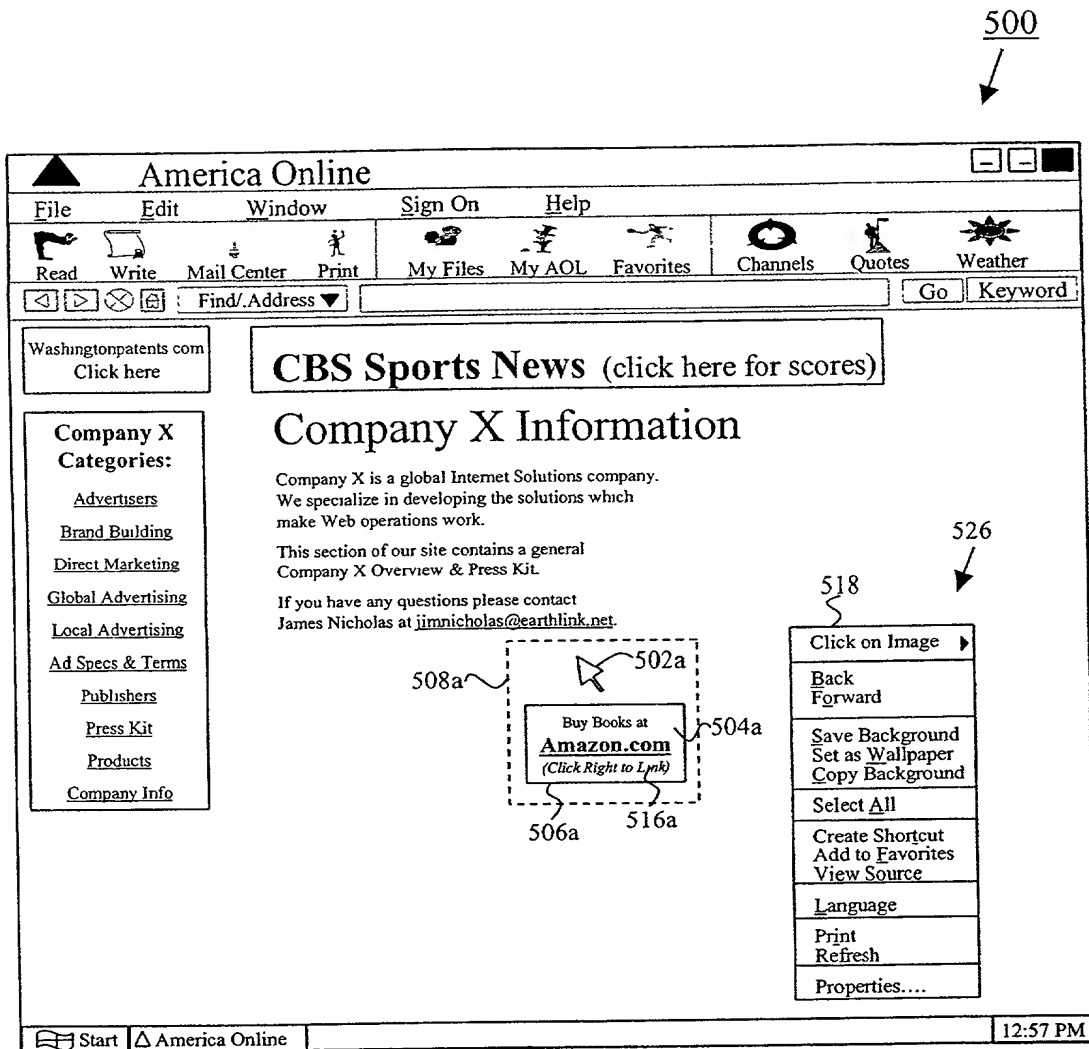 500
America Online
File Edit Window Sign On Help
Read Write Mail Center Print My Files My AOL Favorites Channels Quotes Weather
Find/.Address Go Keyword
Washingtonpatents com
Click here
CBS Sports News (click here for scores)
Company X
Categories:
Advertisers
Brand Building
Direct Marketing
Global Advertising
Local Advertising
Ad Specs & Terms
Publishers
Press Kit
Products
Company Info
Company X Information
Company X is a global Internet Solutions company.
We specialize in developing the solutions which
make Web operations work.
This section of our site contains a general
Company X Overview & Press Kit.
If you have any questions please contact
James Nicholas at jimnicholas@earthlink.net.
508a
502a
Buy Books at
Amazon.com
(Click Right to Link)
504a
506a
516a
526
518
Click on Image
Back
Forward
Save Background
Set as Wallpaper
Copy Background
Select All
Create Shortcut
Add to Favorites
View Source
Language
Print
Refresh
Properties....
Start America Online 12:57 PM